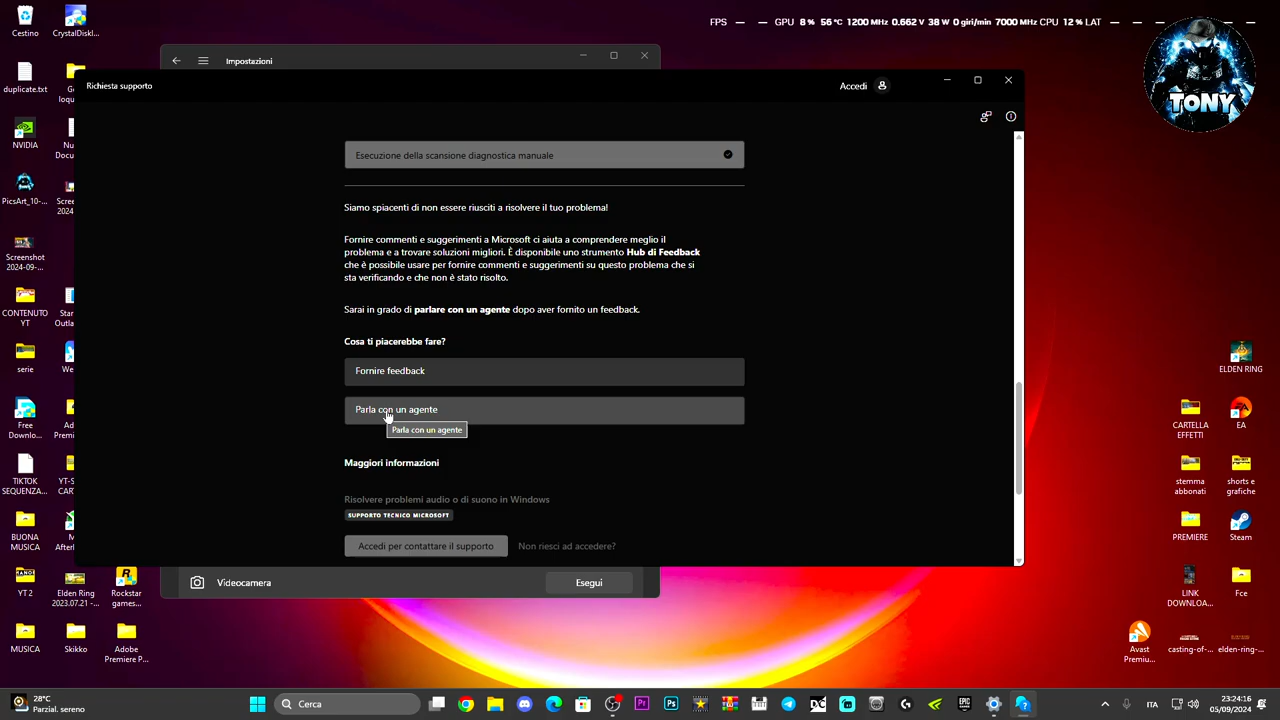 FPS — — GPU 8 % 56 °C 1200 MHz 0.662 V 38 W 0 giri/min 7000 MHz CPU 12 % LAT — — — — —
Cestino
CrystalDiskI...
TONY
Impostazioni
Richiesta supporto
Accedi
duplicate.txt
NVIDIA
PicsArt_10-...
Screenshot
2024-09-...
CONTENUTO
YT
serie
Free
Downlo...
TIKTOK
SEQUENZA...
BUONA
MUSICA
YT 2
Elden Ring
2023.07.21 -...
Rockstar
games...
MUSICA
Skikko
Adobe
Premiere P...
Esecuzione della scansione diagnostica manuale
Siamo spiacenti di non essere riusciti a risolvere il tuo problema!
Fornire commenti e suggerimenti a Microsoft ci aiuta a comprendere meglio il
problema e a trovare soluzioni migliori. È disponibile uno strumento Hub di Feedback
che è possibile usare per fornire commenti e suggerimenti su questo problema che si
sta verificando e che non è stato risolto.
Sarai in grado di parlare con un agente dopo aver fornito un feedback.
Cosa ti piacerebbe fare?
Fornire feedback
Parla con un agente
Parla con un agente
Maggiori informazioni
Risolvere problemi audio o di suono in Windows
SUPPORTO TECNICO MICROSOFT
Accedi per contattare il supporto
Non riesci ad accedere?
Videocamera
Esegui
ELDEN RING
CARTELLA
EFFETTI
EA
stemma
abbonati
shorts e
grafiche
PREMIERE
Steam
LINK
DOWNLOA...
Fce
Avast
Premiu...
casting-of-...
elden-ring-...
28°C
Parz. sereno
Cerca
ITA
23:24:16
05/09/2024